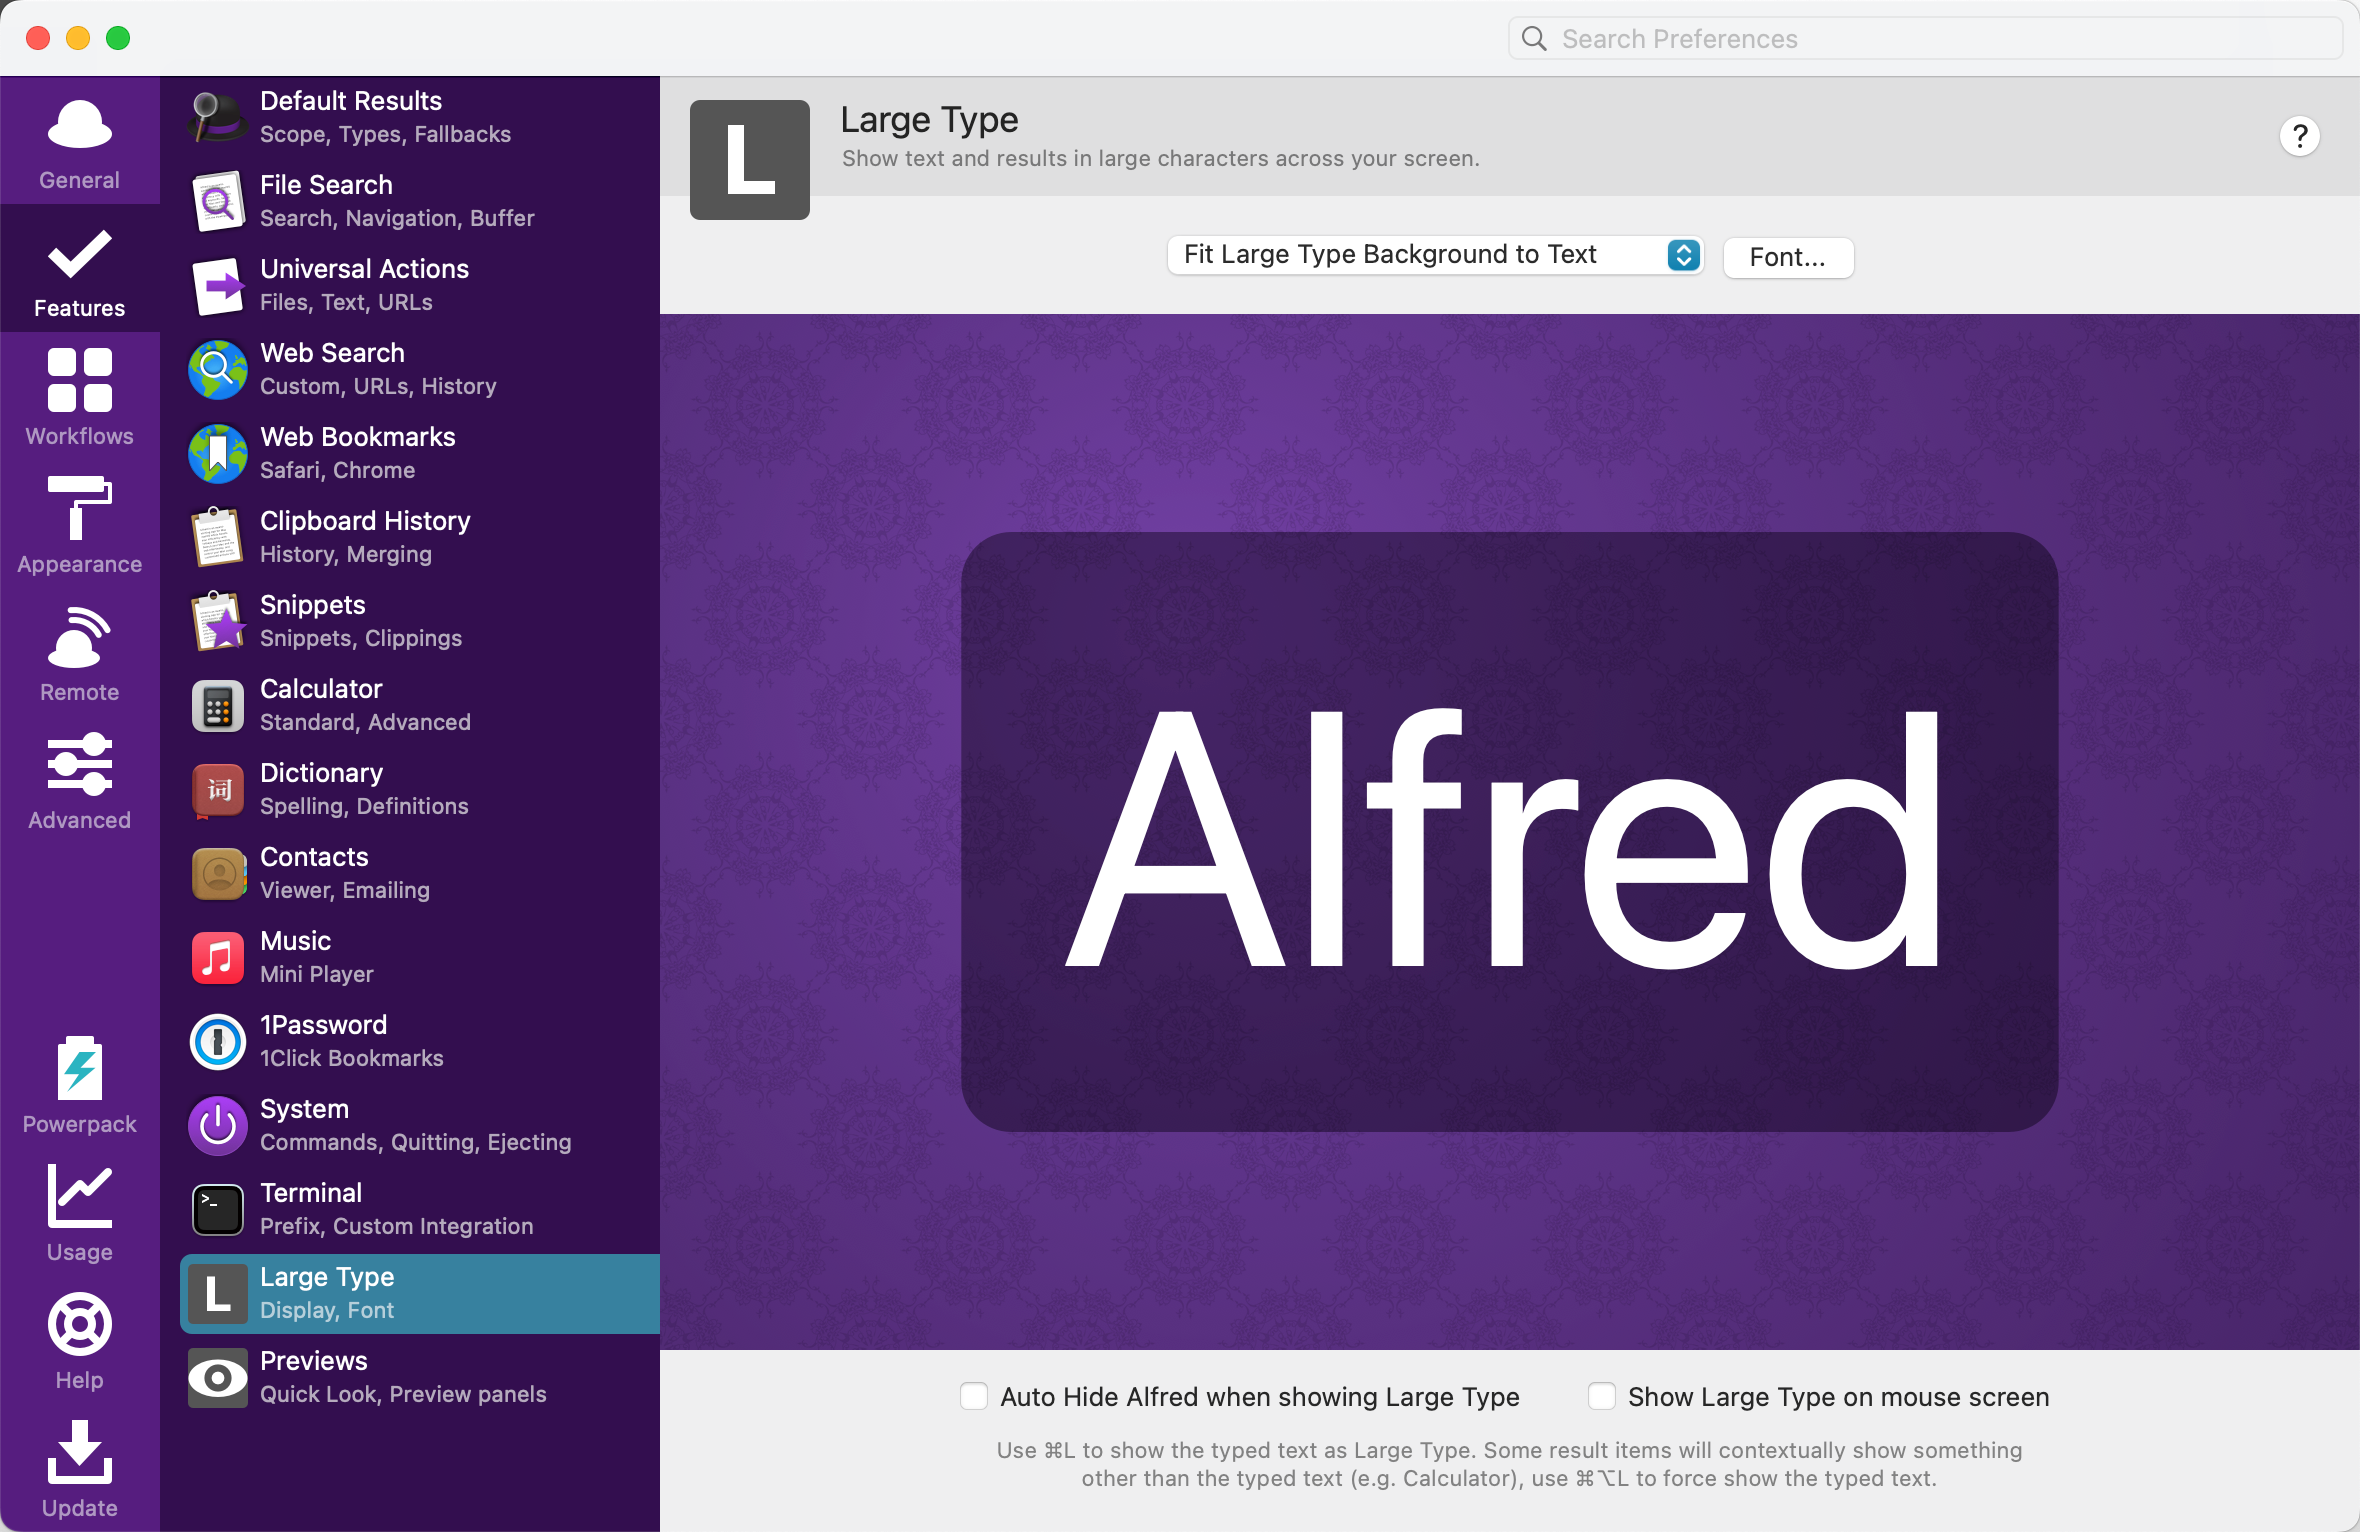 Search Preferences
General
Features
Workflows
Appearance
Remote
Advanced
Powerpack
Usage
Help
Update
Default Results
Scope, Types, Fallbacks
File Search
Search, Navigation, Buffer
Universal Actions
Files, Text, URLs
Web Search
Custom, URLs, History
Web Bookmarks
Safari, Chrome
Clipboard History
History, Merging
Snippets
Snippets, Clippings
Calculator
Standard, Advanced
词
Dictionary
Spelling, Definitions
Contacts
Viewer, Emailing
Music
Mini Player
1Password
1Click Bookmarks
System
Commands, Quitting, Ejecting
>_
Terminal
Prefix, Custom Integration
L
Large Type
Display, Font
Previews
Quick Look, Preview panels
L
Large Type
Show text and results in large characters across your screen.
?
Fit Large Type Background to Text
Font...
Alfred
Auto Hide Alfred when showing Large Type
Show Large Type on mouse screen
Use ⌘L to show the typed text as Large Type. Some result items will contextually show something
other than the typed text (e.g. Calculator), use ⌘⌥L to force show the typed text.